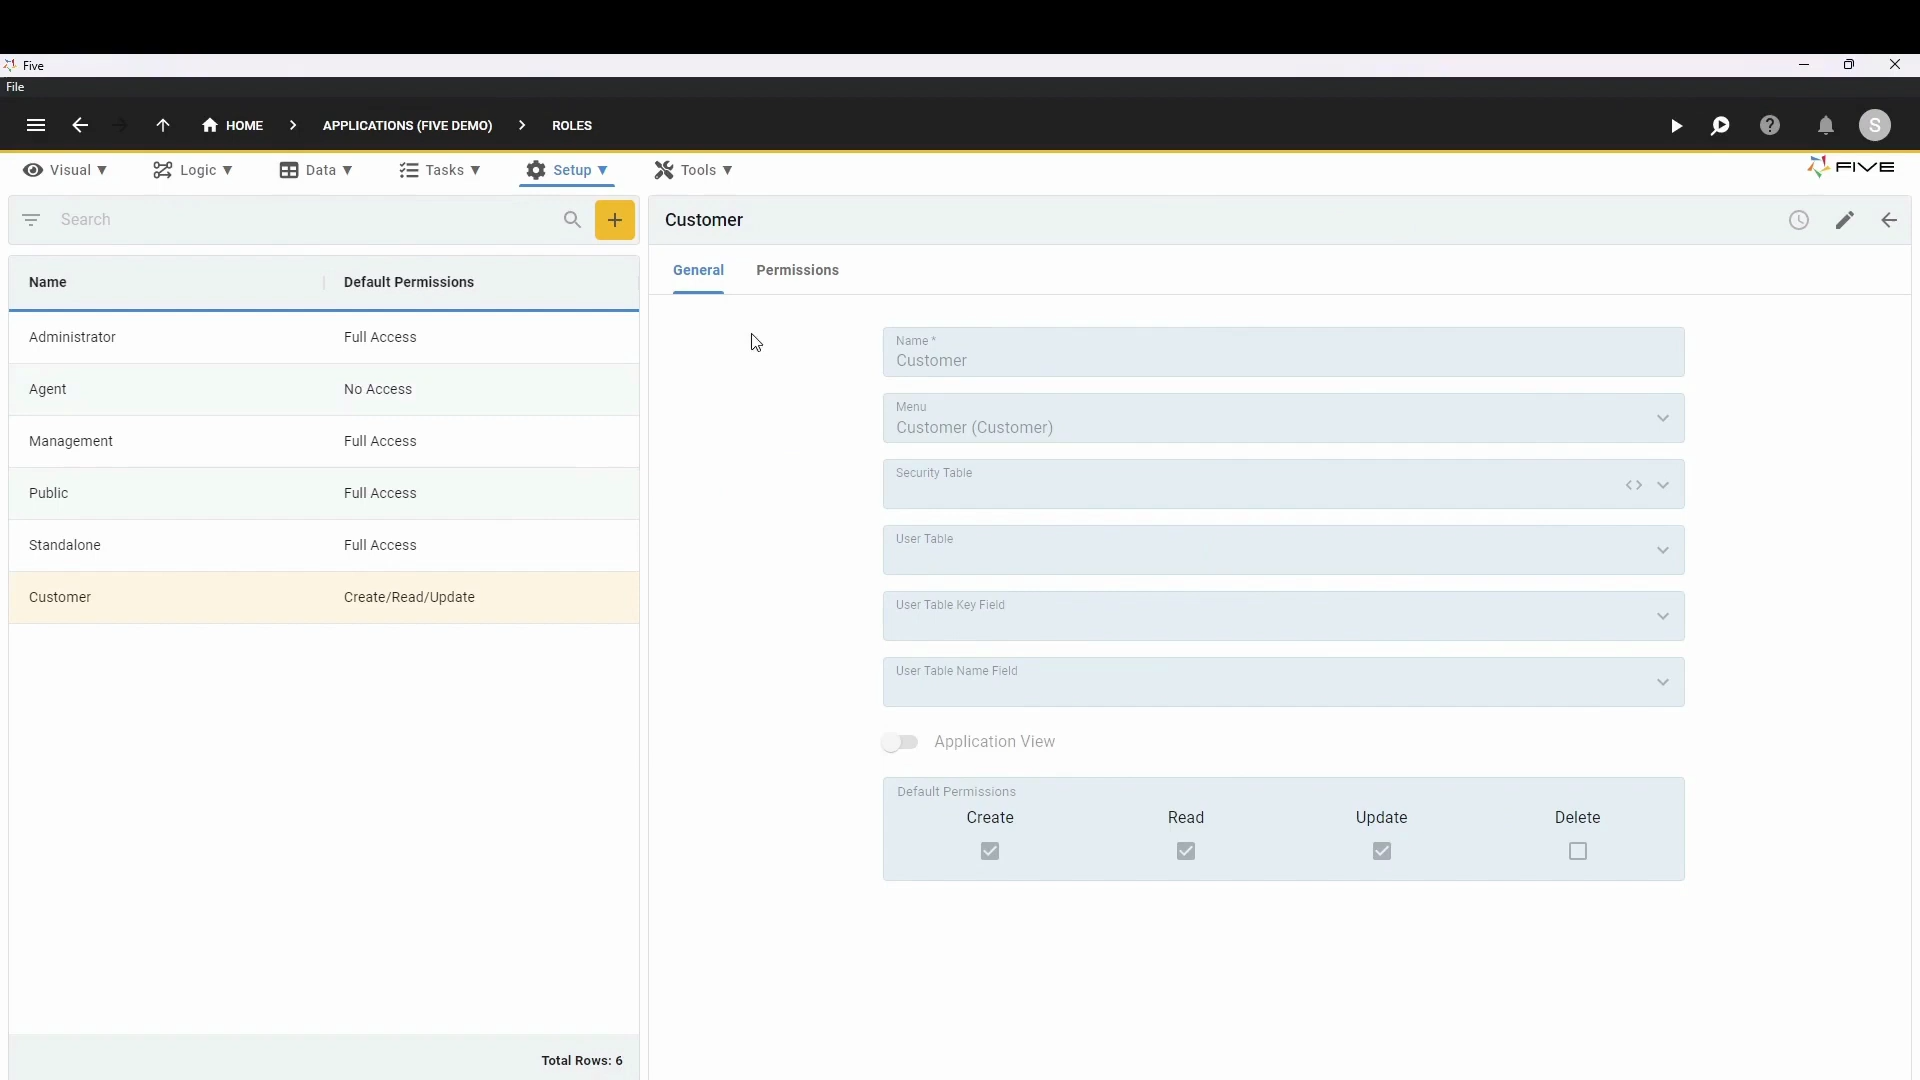 Five
File
HOME > APPLICATIONS (FIVE DEMO) > ROLES
S
Visual ▼ Logic ▼ Data ▼ Tasks ▼ Setup ▼ Tools ▼
FIVE
Search
+
Customer
General Permissions
Name Default Permissions
Administrator Full Access
Agent No Access
Management Full Access
Public Full Access
Standalone Full Access
Customer Create/Read/Update
Total Rows: 6
Name *
Customer
Menu
Customer (Customer)
Security Table
User Table
User Table Key Field
User Table Name Field
Application View
Default Permissions
Create Read Update Delete